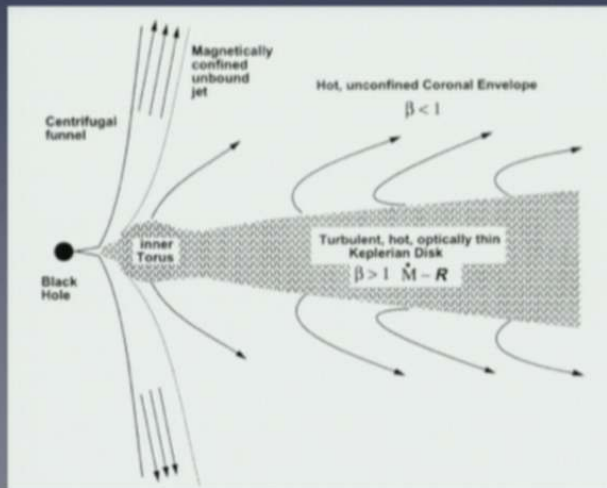 Magnetically
confined
unbound
jet
Hot, unconfined Coronal Envelope
β < 1
Centrifugal
funnel
inner
Torus
Turbulent, hot, optically thin
Keplerian Disk
β > 1 Ṁ ~ R
Black
Hole